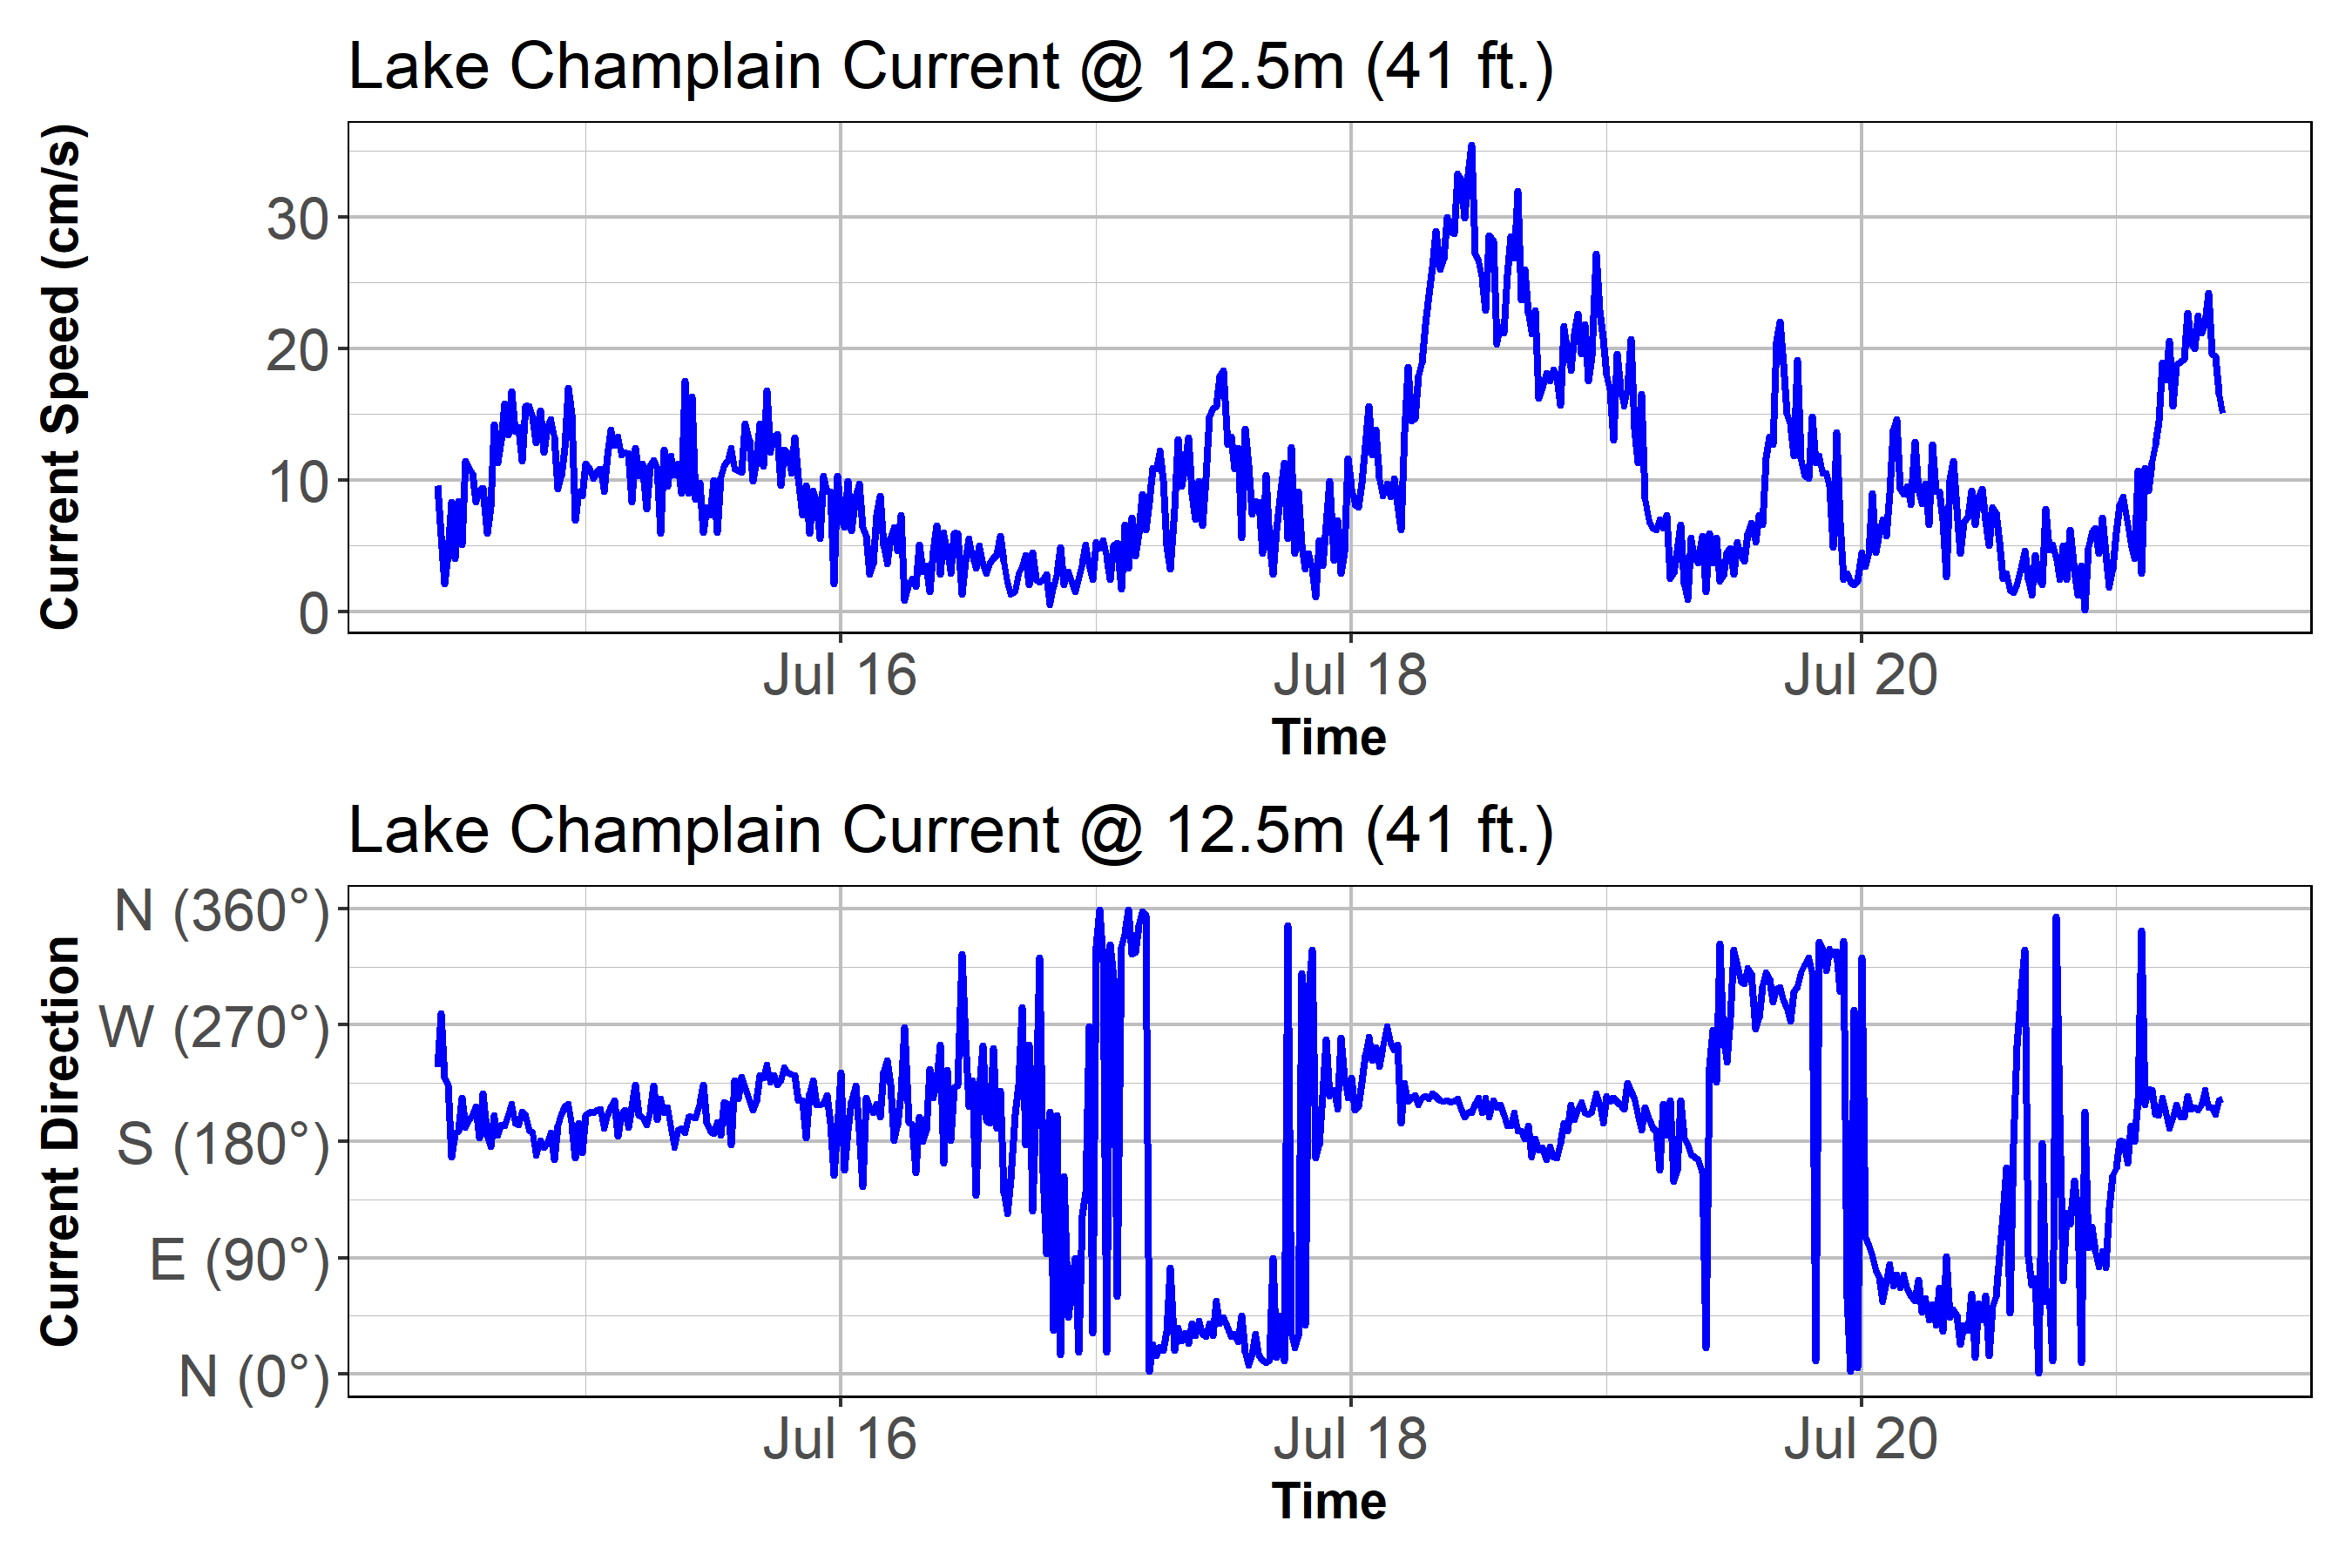 Lake Champlain Current @ 12.5m (41 ft.)
Current Speed (cm/s)
30
20
10
0
Jul 16
Jul 18
Jul 20
Time
Lake Champlain Current @ 12.5m (41 ft.)
Current Direction
N (360°)
W (270°)
S (180°)
E (90°)
N (0°)
Jul 16
Jul 18
Jul 20
Time